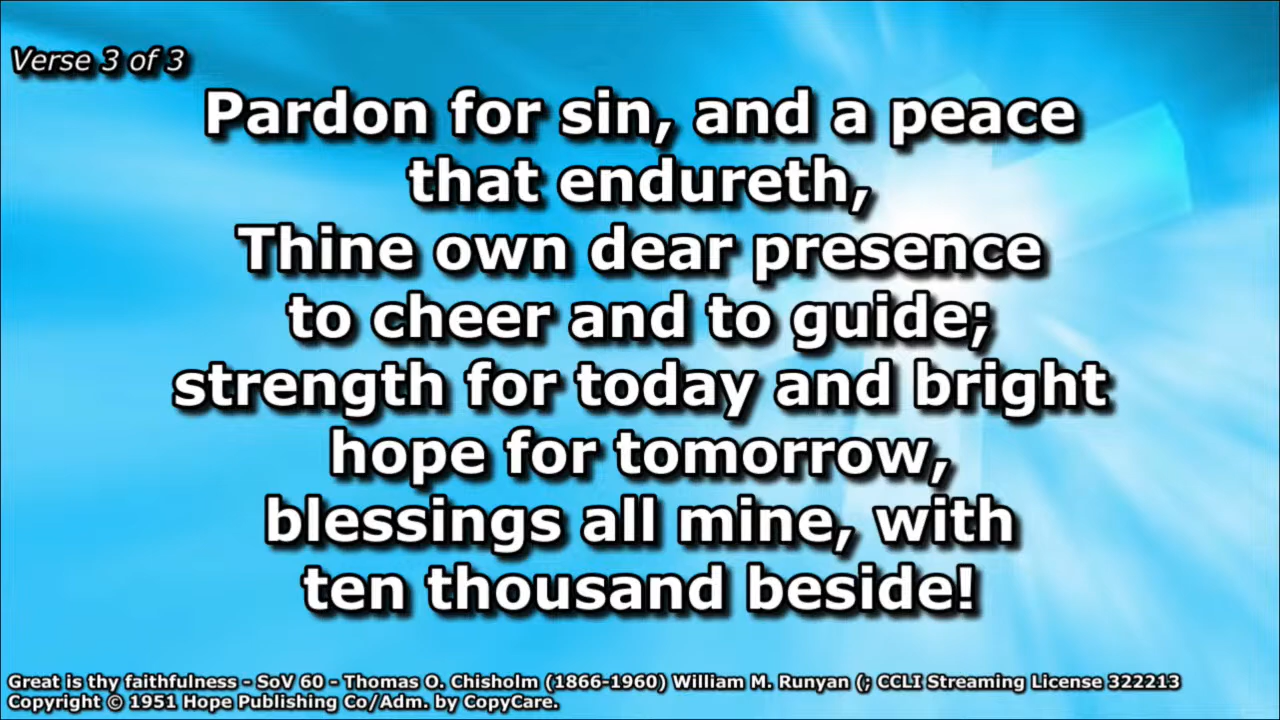 Verse 3 of 3
Pardon for sin, and a peace
that endureth,
Thine own dear presence
to cheer and to guide;
strength for today and bright
hope for tomorrow,
blessings all mine, with
ten thousand beside!
Great is thy faithfulness - SoV 60 - Thomas O. Chisholm (1866-1960) William M. Runyan (; CCLI Streaming License 322213
Copyright © 1951 Hope Publishing Co/Adm. by CopyCare.